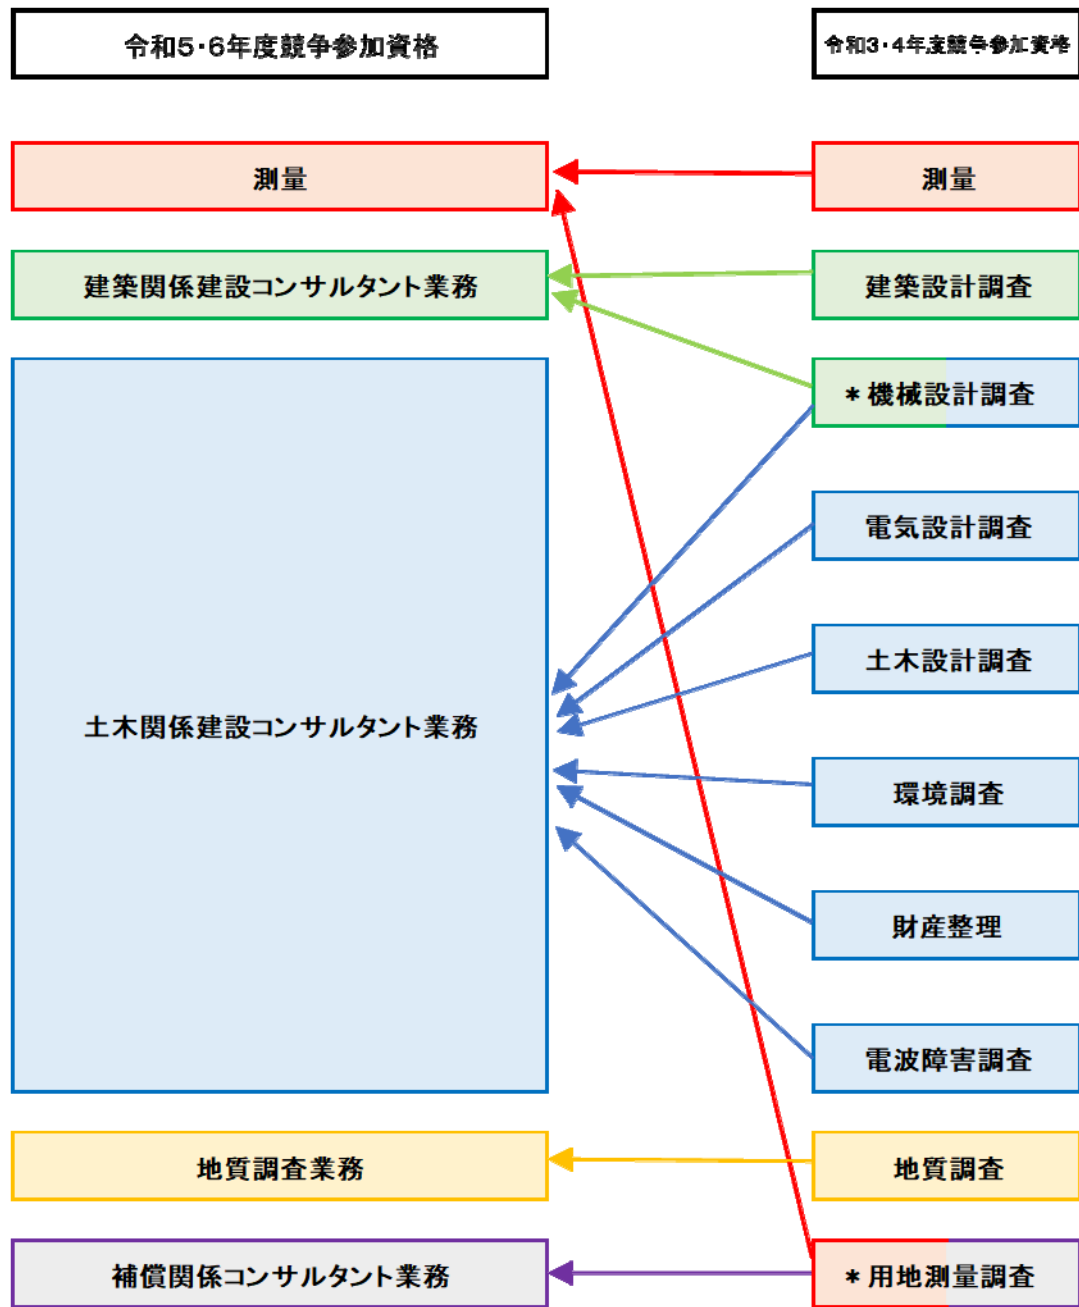 令和5・6年度競争参加資格
令和3・4年度競争参加資格
測量
測量
建築関係建設コンサルタント業務
建築設計調査
＊機械設計調査
電気設計調査
土木設計調査
土木関係建設コンサルタント業務
環境調査
財産整理
電波障害調査
地質調査業務
地質調査
補償関係コンサルタント業務
＊用地測量調査